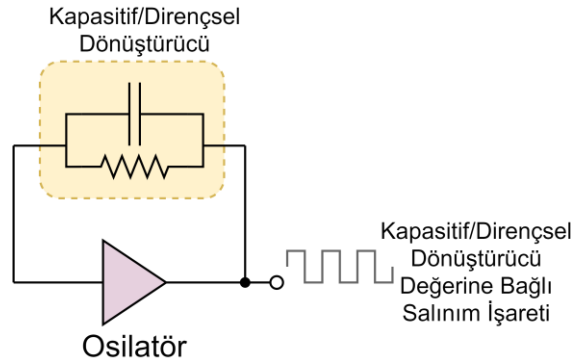 Kapasitif/Dirençsel
Dönüştürücü
Kapasitif/Dirençsel
Dönüştürücü
Değerine Bağlı
Salınım İşareti
Osilatör